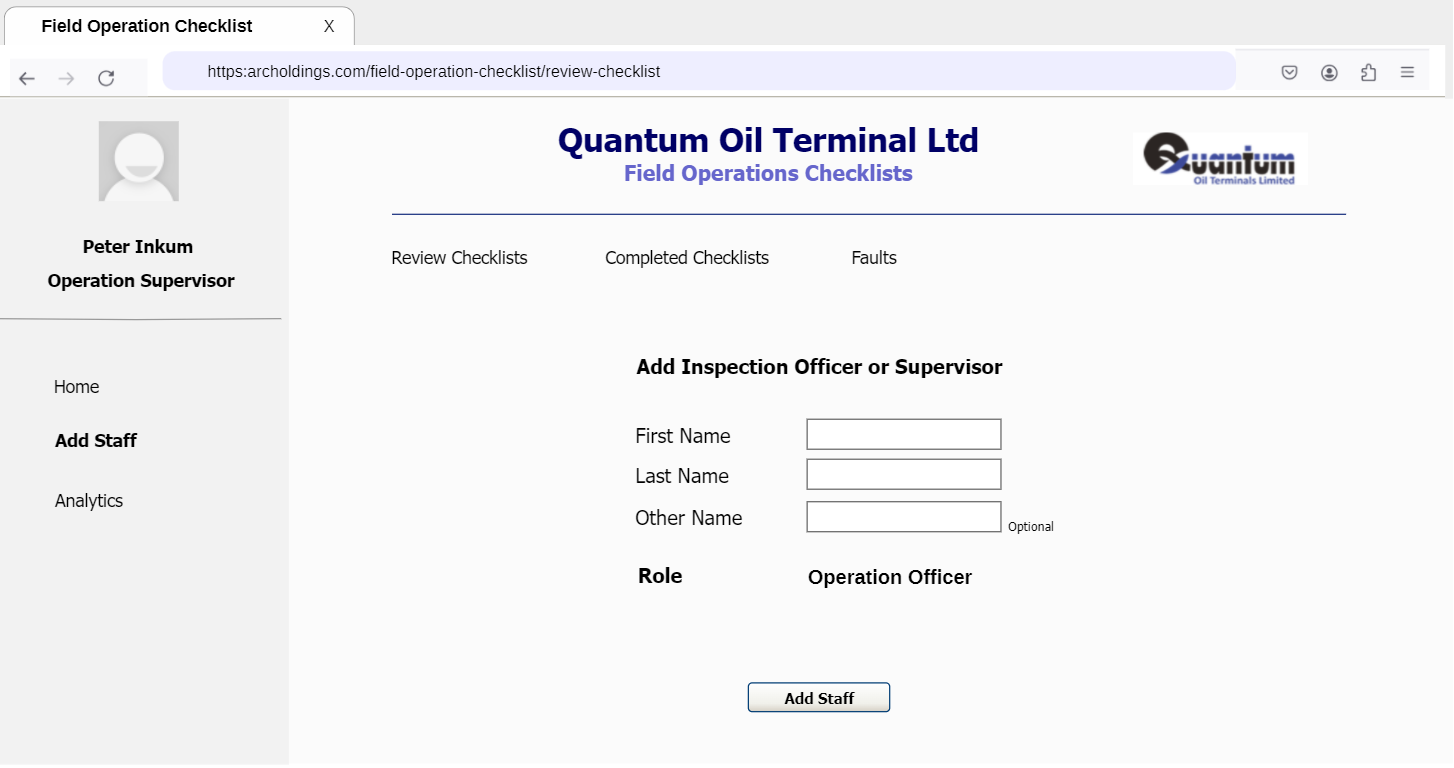 Field Operation Checklist X
https:archoldings.com/field-operation-checklist/review-checklist
Peter Inkum
Operation Supervisor
Home
Add Staff
Analytics
Quantum Oil Terminal Ltd
Field Operations Checklists
Quantum
Oil Terminals Limited
Review Checklists Completed Checklists Faults
Add Inspection Officer or Supervisor
First Name
Last Name
Other Name Optional
Role Operation Officer
Add Staff